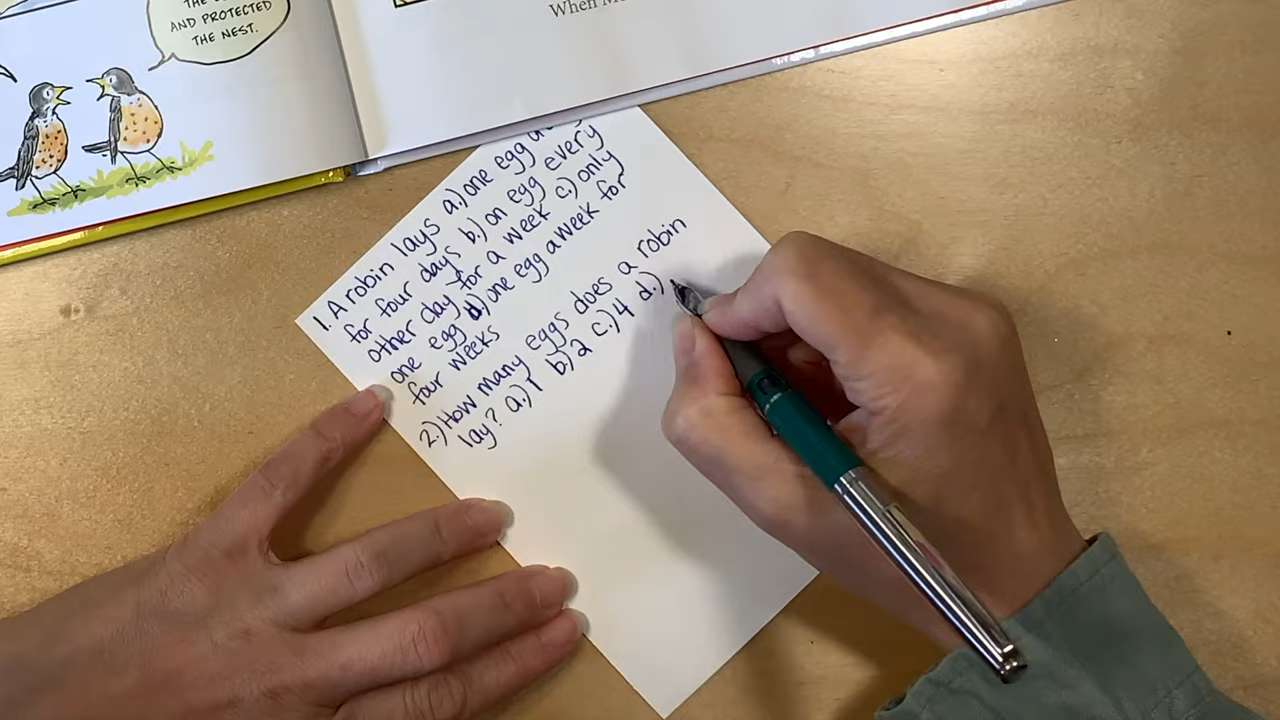 AND PROTECTED
THE NEST.
When
1. A robin lays a.) one egg
for four days b.) on egg every
other day for a week c.) only
one egg d.) one egg a week for
four weeks
2.) How many eggs does a robin
lay? a.) 1 b.) 2 c.) 4 d.)